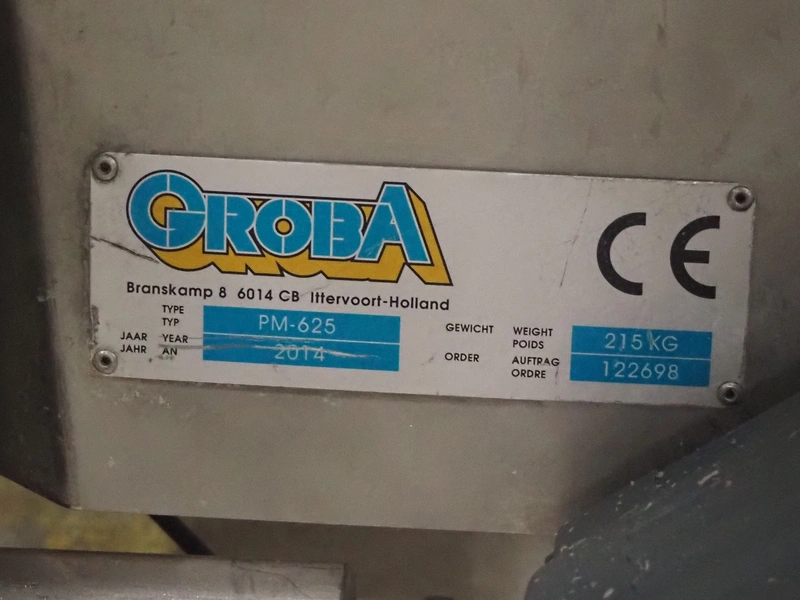 GROBA
CE
Branskamp 8 6014 CB Ittervoort-Holland
TYPE
TYP
PM-625
GEWICHT
WEIGHT
POIDS
215 KG
JAAR YEAR
JAHR AN
2014
ORDER
AUFTRAG
ORDRE
122698